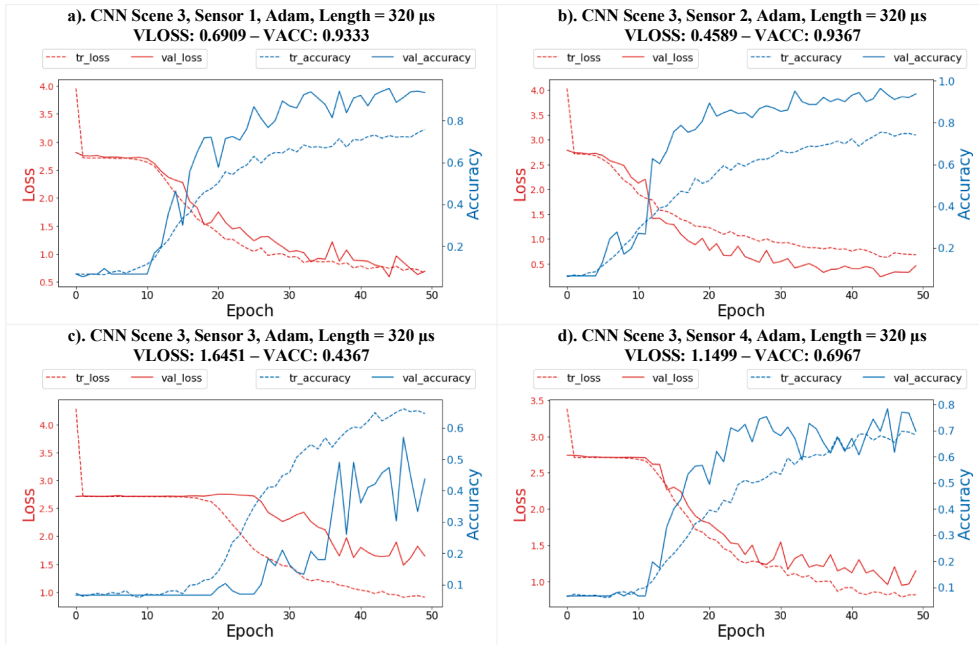 a). CNN Scene 3, Sensor 1, Adam, Length = 320 µs
VLOSS: 0.6909 – VACC: 0.9333
tr_loss val_loss tr_accuracy val_accuracy
4.0
3.5
3.0
2.5
2.0
1.5
1.0
0.5
Loss
0.8
0.6
0.4
0.2
Accuracy
0 10 20 30 40 50
Epoch
b). CNN Scene 3, Sensor 2, Adam, Length = 320 µs
VLOSS: 0.4589 – VACC: 0.9367
tr_loss val_loss tr_accuracy val_accuracy
4.0
3.5
3.0
2.5
2.0
1.5
1.0
0.5
Loss
1.0
0.8
0.6
0.4
0.2
Accuracy
0 10 20 30 40 50
Epoch
c). CNN Scene 3, Sensor 3, Adam, Length = 320 µs
VLOSS: 1.6451 – VACC: 0.4367
tr_loss val_loss tr_accuracy val_accuracy
4.0
3.5
3.0
2.5
2.0
1.5
1.0
Loss
0.6
0.5
0.4
0.3
0.2
0.1
Accuracy
0 10 20 30 40 50
Epoch
d). CNN Scene 3, Sensor 4, Adam, Length = 320 µs
VLOSS: 1.1499 – VACC: 0.6967
tr_loss val_loss tr_accuracy val_accuracy
3.5
3.0
2.5
2.0
1.5
1.0
Loss
0.8
0.7
0.6
0.5
0.4
0.3
0.2
0.1
Accuracy
0 10 20 30 40 50
Epoch